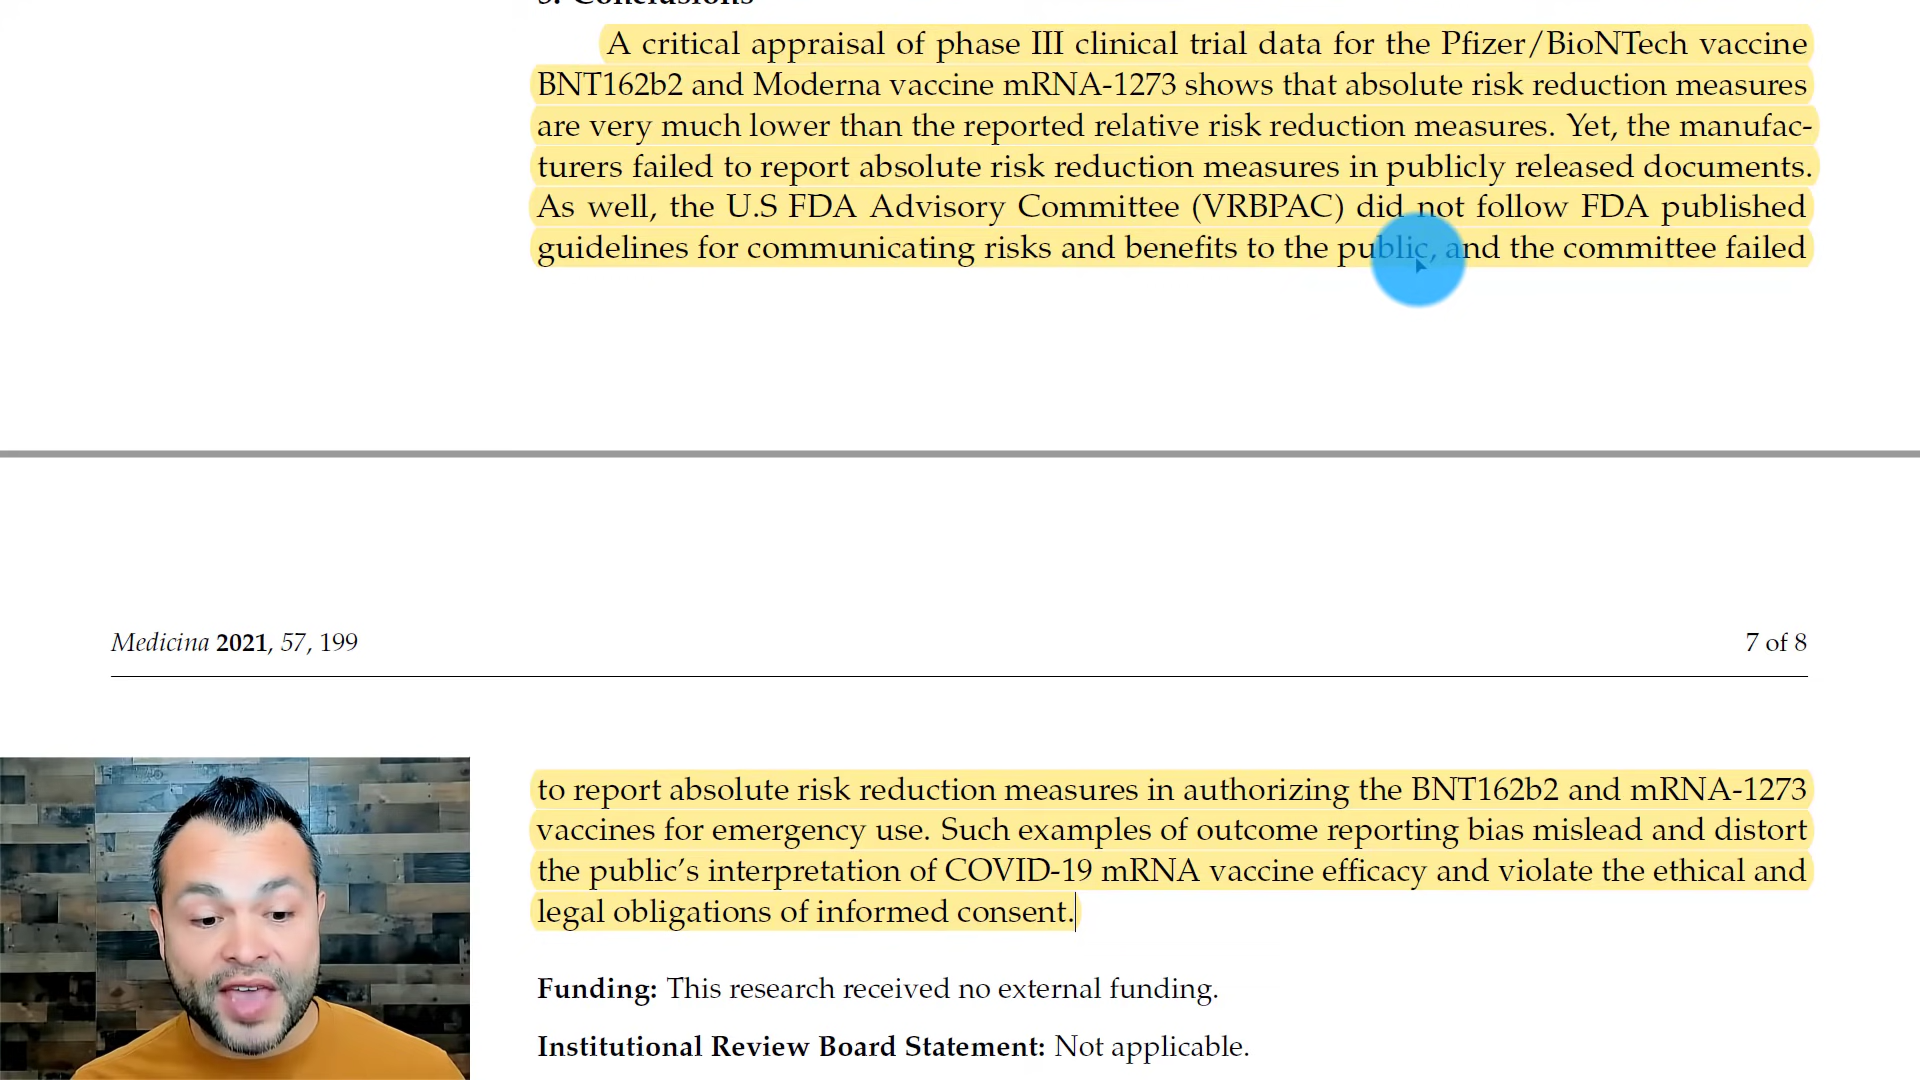 5. Conclusions
A critical appraisal of phase III clinical trial data for the Pfizer/BioNTech vaccine
BNT162b2 and Moderna vaccine mRNA-1273 shows that absolute risk reduction measures
are very much lower than the reported relative risk reduction measures. Yet, the manufac-
turers failed to report absolute risk reduction measures in publicly released documents.
As well, the U.S FDA Advisory Committee (VRBPAC) did not follow FDA published
guidelines for communicating risks and benefits to the public, and the committee failed
Medicina 2021, 57, 199
7 of 8
to report absolute risk reduction measures in authorizing the BNT162b2 and mRNA-1273
vaccines for emergency use. Such examples of outcome reporting bias mislead and distort
the public's interpretation of COVID-19 mRNA vaccine efficacy and violate the ethical and
legal obligations of informed consent.
Funding: This research received no external funding.
Institutional Review Board Statement: Not applicable.